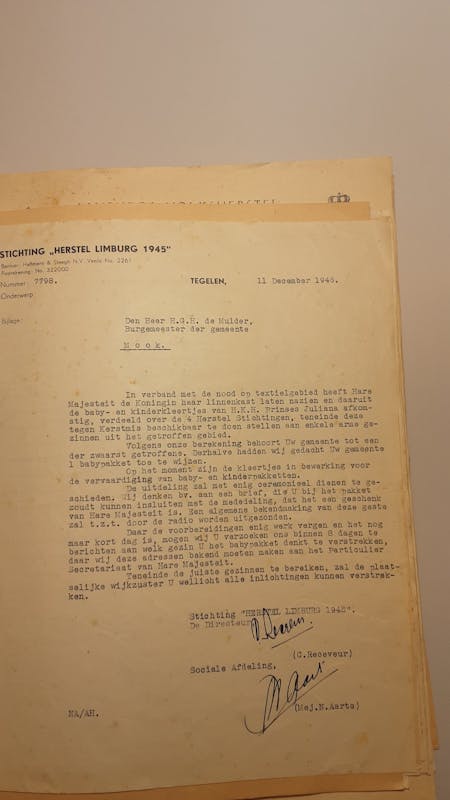 STICHTING „HERSTEL LIMBURG 1945"
Bankier: Heldmans & Sleegh N.V. Venlo No. 2261
Postrekening: No. 322000
Nummer 7798.
TEGELEN, 11 December 1945.
Onderwerp
Bijlage:
Den Heer H.G.H. de Mulder,
Burgemeester der gemeente
M o o k.
In verband met de nood op textielgebied heeft Hare
Majesteit de Koningin haar linnenkast laten nazien en daaruit
de baby- en kinderkleertjes van H.K.H. Prinses Juliana afkom-
stig, verdeeld over de 4 Herstel Stichtingen, teneinde deze
tegen Kerstmis beschikbaar te doen stellen aan enkele arme ge-
zinnen uit het getroffen gebied.
Volgens onze berekening behoort Uw gemeente tot een
der zwaarst getroffene. Derhalve hadden wij gedacht Uw gemeente
1 babypakket toe te wijzen.
Op het moment zijn de kleertjes in bewerking voor
de vervaardiging van baby- en kinderpakketten.
De uitdeling zal met enig ceremonieel dienen te ge-
schieden. Wij denken bv. aan een brief, die U bij het pakket
zoudt kunnen insluiten met de mededeling, dat het een geschenk
van Hare Majesteit is. Een algemene bekendmaking van deze geste
zal t.z.t. door de radio worden uitgezonden.
Daar de voorbereidingen enig werk vergen en het nog
maar kort dag is, mogen wij U verzoeken ons binnen 8 dagen te
berichten aan welk gezin U het babypakket denkt te verstrekken,
daar wij deze adressen bekend moeten maken aan het Particulier
Secretariaat van Hare Majesteit.
Teneinde de juiste gezinnen te bereiken, zal de plaat-
selijke wijkzuster U wellicht alle inlichtingen kunnen verstrek-
ken.
Stichting "HERSTEL LIMBURG 1945".
De Directeur
(C.Receveur)
Sociale Afdeling,
N Aarts
(Mej.N.Aarts)
NA/AH.